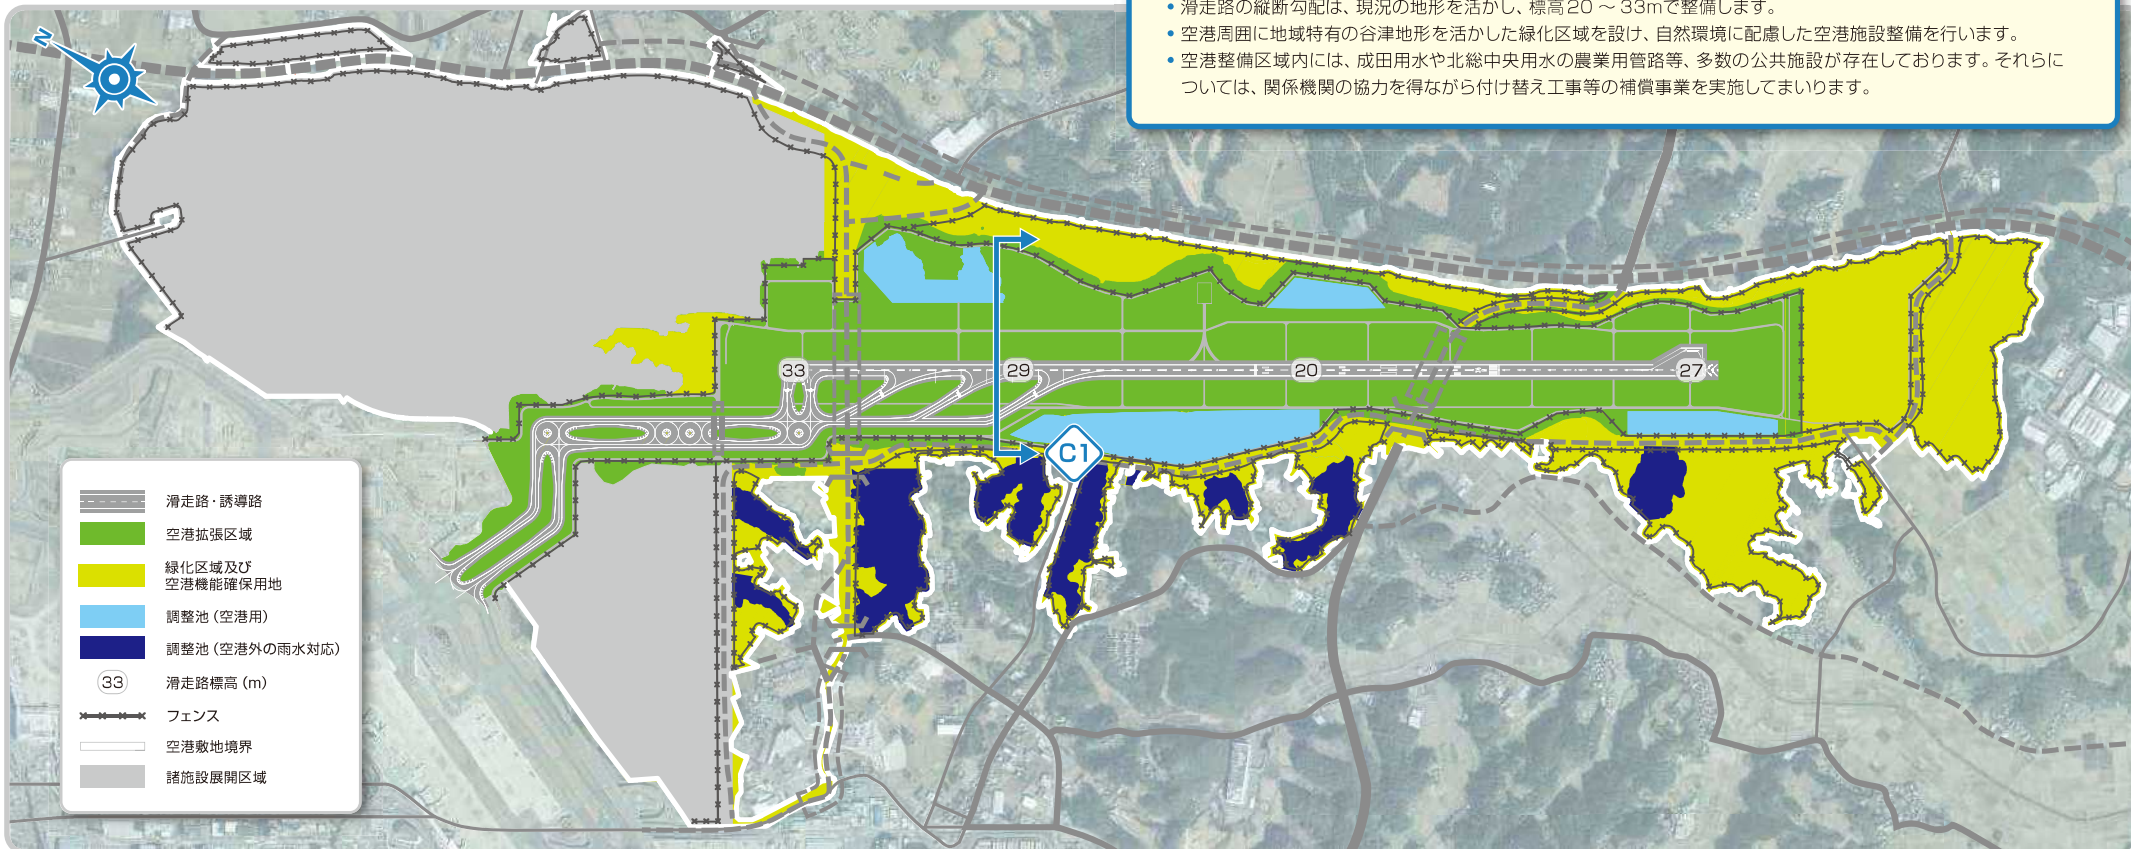 • 滑走路の縦断勾配は、現況の地形を活かし、標高20 ～ 33mで整備します。
• 空港周囲に地域特有の谷津地形を活かした緑化区域を設け、自然環境に配慮した空港施設整備を行います。
• 空港整備区域内には、成田用水や北総中央用水の農業用管路等、多数の公共施設が存在しております。それらに
ついては、関係機関の協力を得ながら付け替え工事等の補償事業を実施してまいります。
N
33
29
20
27
C1
滑走路・誘導路
空港拡張区域
緑化区域及び
空港機能確保用地
調整池（空港用）
調整池（空港外の雨水対応）
33 滑走路標高（m）
フェンス
空港敷地境界
諸施設展開区域